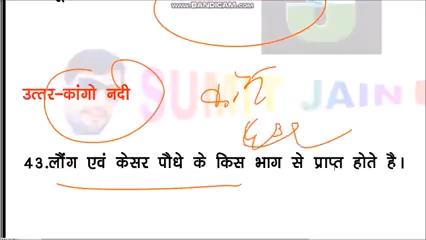 WWW.BANDICAM.COM
उत्तर-कांगो नदी
SUMIT JAIN
43.लौंग एवं केसर पौधे के किस भाग से प्राप्त होते है।